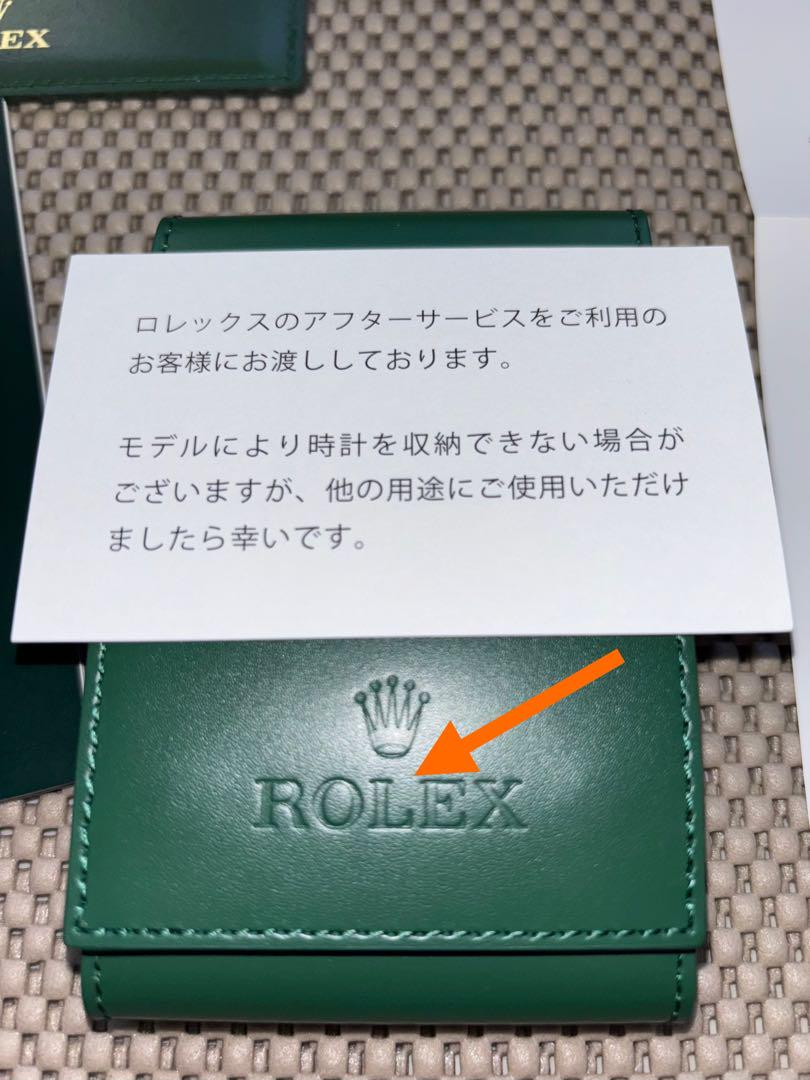 EX
ロレックスのアフターサービスをご利用の
お客様にお渡ししております。
モデルにより時計を収納できない場合が
ございますが、他の用途にご使用いただけ
ましたら幸いです。
ROLEX